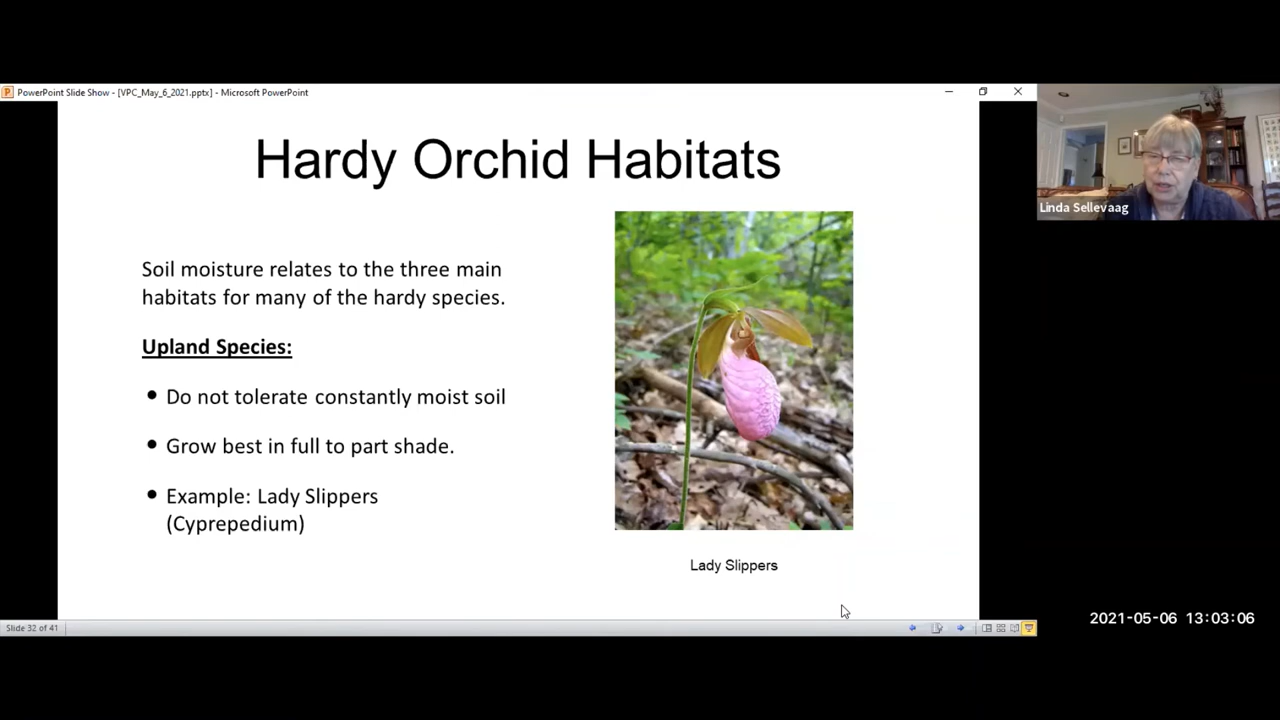 PowerPoint Slide Show - [VPC_May_6_2021.pptx] - Microsoft PowerPoint
Hardy Orchid Habitats
Linda Sellevaag
Soil moisture relates to the three main
habitats for many of the hardy species.
Upland Species:
• Do not tolerate constantly moist soil
• Grow best in full to part shade.
• Example: Lady Slippers
(Cyprepedium)
Lady Slippers
Slide 32 of 41
2021-05-06 13:03:06